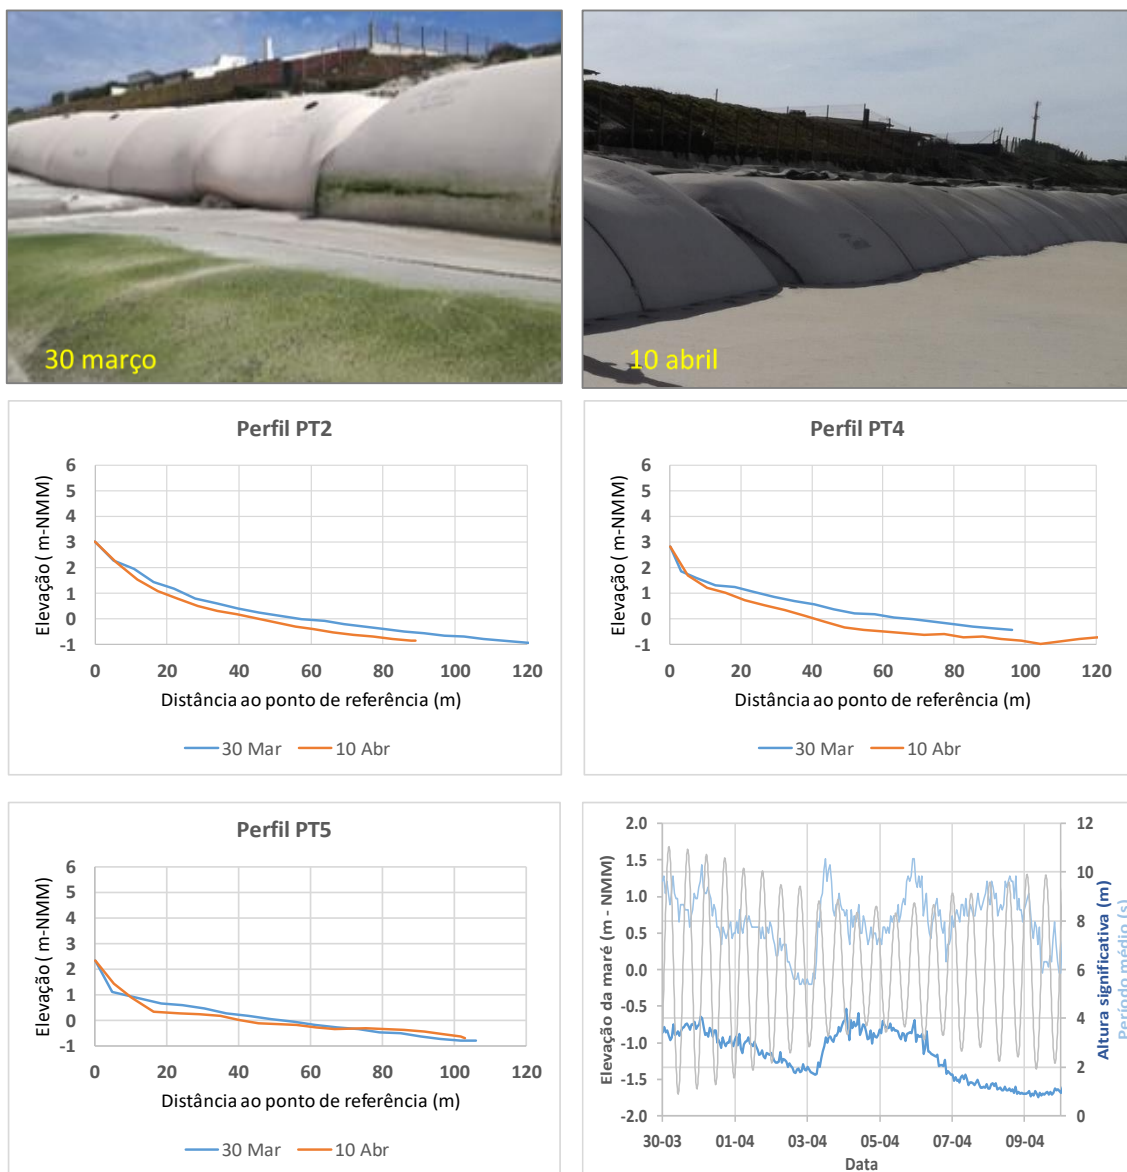 30 março
10 abril
Perfil PT2
Elevação ( m-NMM)
6
5
4
3
2
1
0
-1
0 20 40 60 80 100 120
Distância ao ponto de referência (m)
30 Mar 10 Abr
Perfil PT4
Elevação ( m-NMM)
6
5
4
3
2
1
0
-1
0 20 40 60 80 100 120
Distância ao ponto de referência (m)
30 Mar 10 Abr
Perfil PT5
Elevação ( m-NMM)
6
5
4
3
2
1
0
-1
0 20 40 60 80 100 120
Distância ao ponto de referência (m)
30 Mar 10 Abr
Elevação da maré (m - NMM)
2.0
1.5
1.0
0.5
0.0
-0.5
-1.0
-1.5
-2.0
12
10
8
6
4
2
0
Altura significativa (m)
Período médio (s)
30-03 01-04 03-04 05-04 07-04 09-04
Data